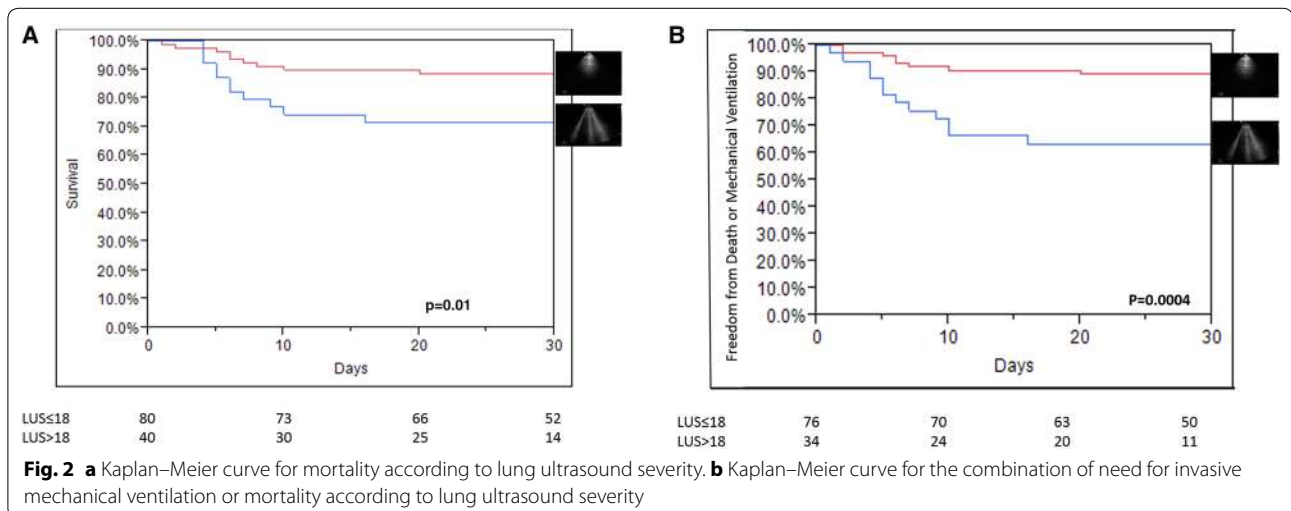 A
100.0%
90.0%
80.0%
70.0%
60.0%
50.0%
40.0%
30.0%
20.0%
10.0%
0.0%
Survival
p=0.01
0 10 20 30
Days
LUS≤18 80 73 66 52
LUS>18 40 30 25 14
B
100.0%
90.0%
80.0%
70.0%
60.0%
50.0%
40.0%
30.0%
20.0%
10.0%
0.0%
Freedom from Death or Mechanical Ventilation
P=0.0004
0 10 20 30
Days
LUS≤18 76 70 63 50
LUS>18 34 24 20 11
Fig. 2 a Kaplan–Meier curve for mortality according to lung ultrasound severity. b Kaplan–Meier curve for the combination of need for invasive
mechanical ventilation or mortality according to lung ultrasound severity